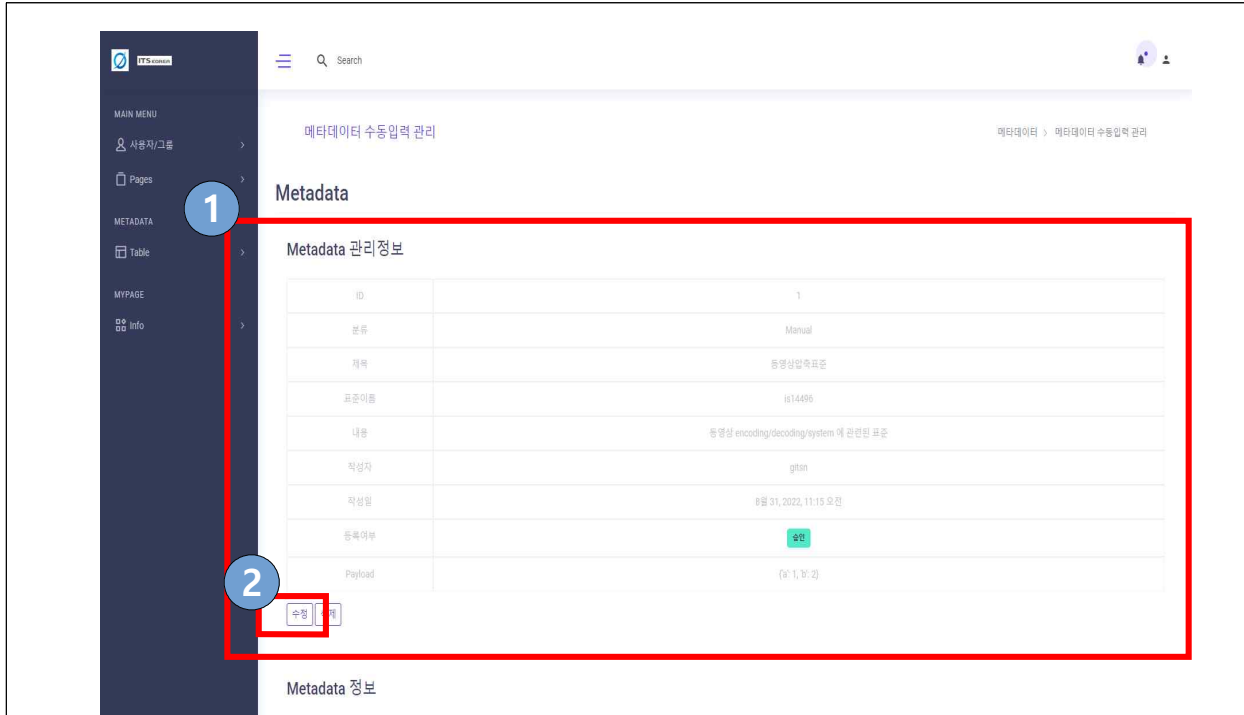 ITS
Search
MAIN MENU
사용자/그룹
Pages
METADATA
Table
MYPAGE
Info
메타데이터 수동입력 관리
메타데이터 > 메타데이터 수동입력 관리
Metadata
1
Metadata 관리정보
ID 1
분류 Manual
제목 동영상압축표준
표준이름 is14496
내용 동영상 encoding/decoding/system 에 관련된 표준
작성자 gitsn
작성일 8월 31, 2022, 11:15 오전
등록여부 승인
Payload {'a': 1, 'b': 2}
2
수정
Metadata 정보